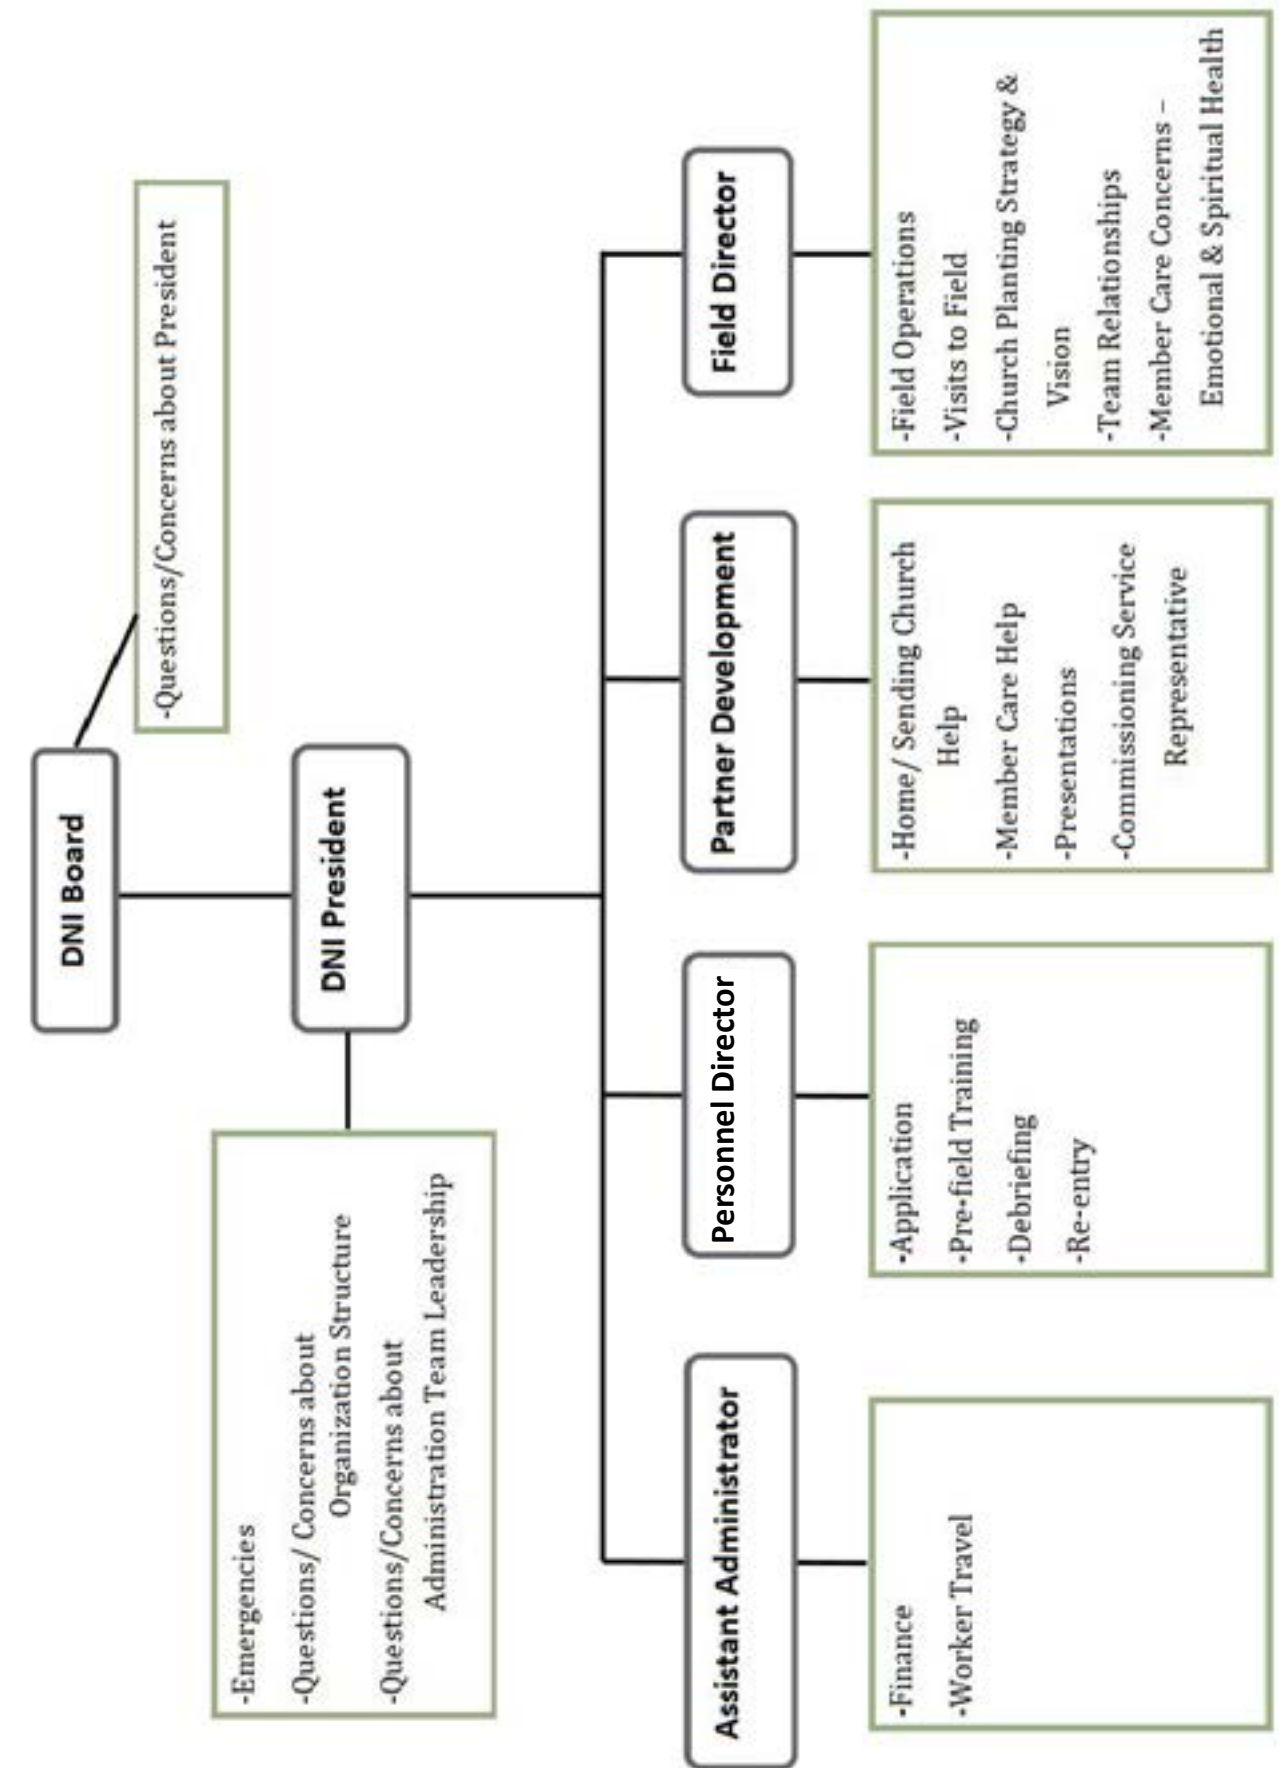 DNI Board
-Questions/Concerns about President
DNI President
-Emergencies
-Questions/ Concerns about
Organization Structure
-Questions/Concerns about
Administration Team Leadership
Assistant Administrator
-Finance
-Worker Travel
Personnel Director
-Application
-Pre-field Training
-Debriefing
-Re-entry
Partner Development
-Home/ Sending Church
Help
-Member Care Help
-Presentations
-Commissioning Service
Representative
Field Director
-Field Operations
-Visits to Field
-Church Planting Strategy &
Vision
-Team Relationships
-Member Care Concerns –
Emotional & Spiritual Health